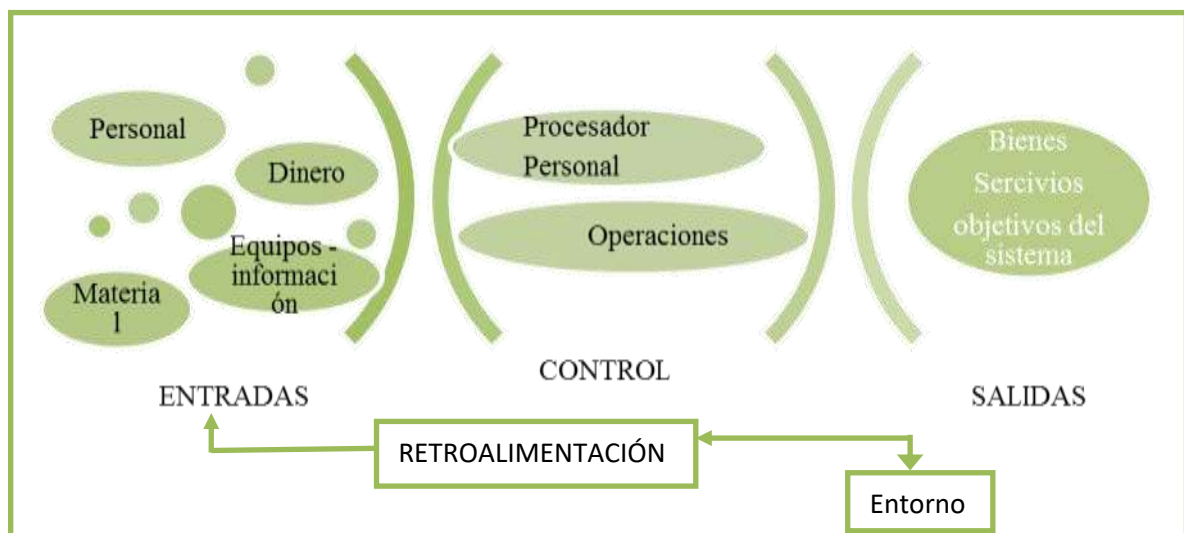 Personal
Dinero
Equipos -
informaci
ón
Materia
l
ENTRADAS
Procesador
Personal
Operaciones
CONTROL
Bienes
Sercivios
objetivos del
sistema
SALIDAS
RETROALIMENTACIÓN
Entorno